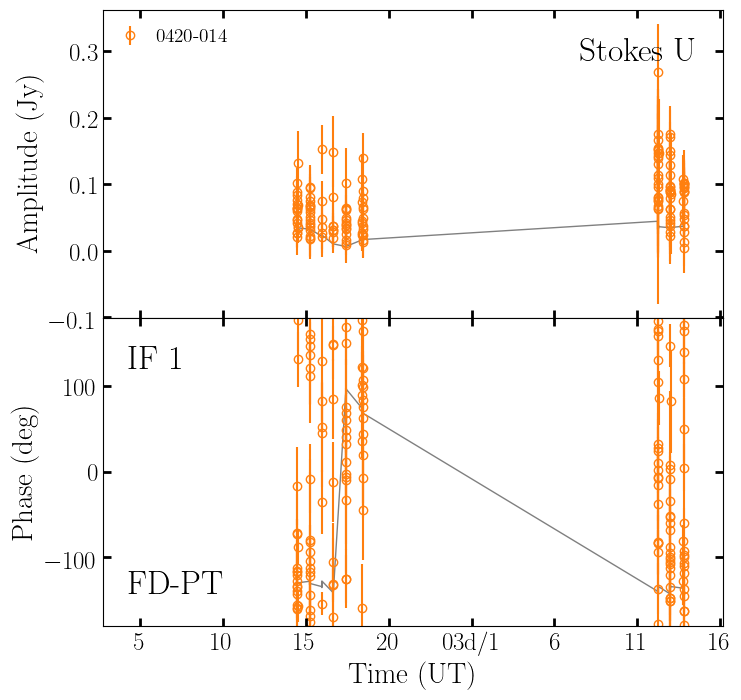 0420-014
Stokes U
Amplitude (Jy)
0.3
0.2
0.1
0.0
−0.1
IF 1
FD-PT
Phase (deg)
100
0
−100
5 10 15 20 03d/1 6 11 16
Time (UT)